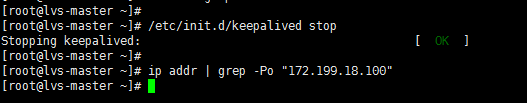 [root@lvs-master ~]#
[root@lvs-master ~]# /etc/init.d/keepalived stop
Stopping keepalived: [ OK ]
[root@lvs-master ~]#
[root@lvs-master ~]# ip addr | grep -Po "172.199.18.100"
[root@lvs-master ~]#